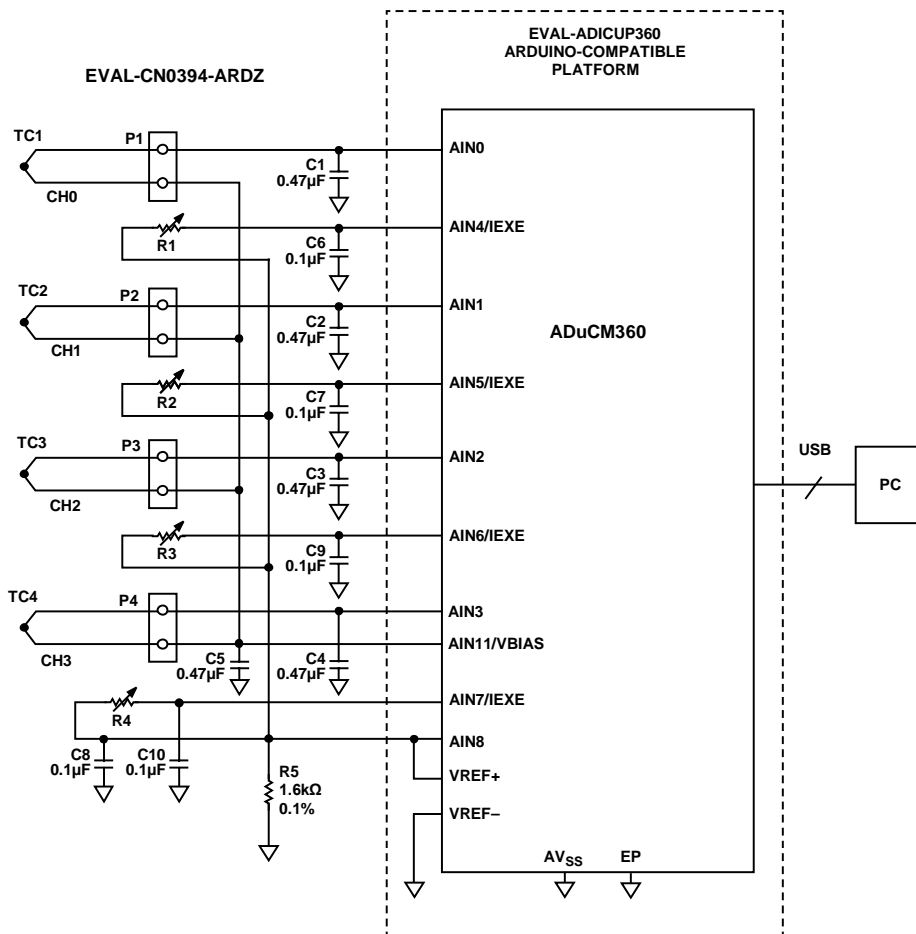 EVAL-ADICUP360
ARDUINO-COMPATIBLE
PLATFORM
EVAL-CN0394-ARDZ
TC1
P1
AIN0
C1
0.47µF
CH0
R1
AIN4/IEXE
C6
0.1µF
TC2
P2
AIN1
C2
0.47µF
CH1
ADuCM360
R2
AIN5/IEXE
C7
0.1µF
TC3
P3
AIN2
C3
0.47µF
CH2
USB
PC
R3
AIN6/IEXE
C9
0.1µF
TC4
P4
AIN3
AIN11/VBIAS
CH3
C5
0.47µF
C4
0.47µF
R4
AIN7/IEXE
C8
0.1µF
C10
0.1µF
AIN8
R5
1.6kΩ
0.1%
VREF+
VREF–
AVSS
EP